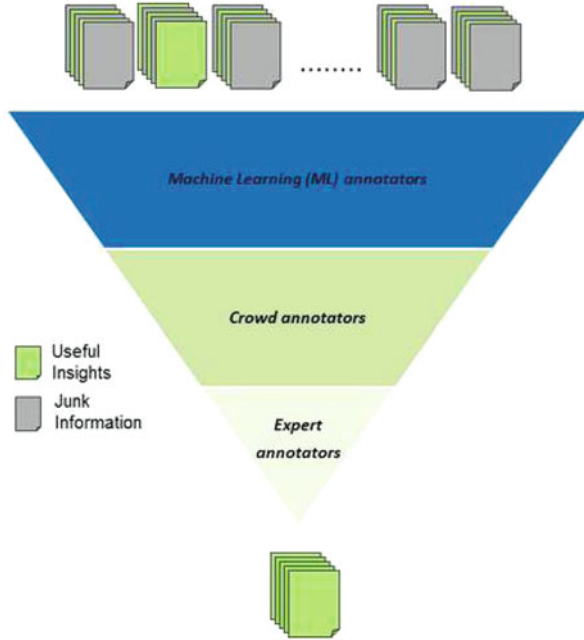 ........
Machine Learning (ML) annotators
Crowd annotators
Useful
Insights
Junk
Information
Expert
annotators